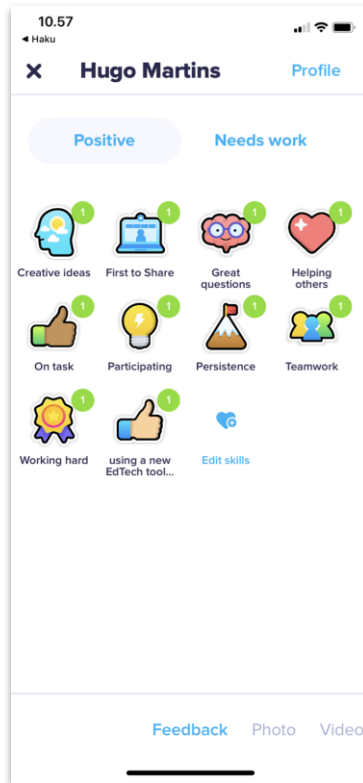 10.57
◀ Haku
Hugo Martins
Profile
Positive
Needs work
1
1
1
1
Creative ideas
First to Share
Great
questions
Helping
others
1
1
1
1
On task
Participating
Persistence
Teamwork
1
1
Working hard
using a new
EdTech tool...
Edit skills
Feedback
Photo
Video